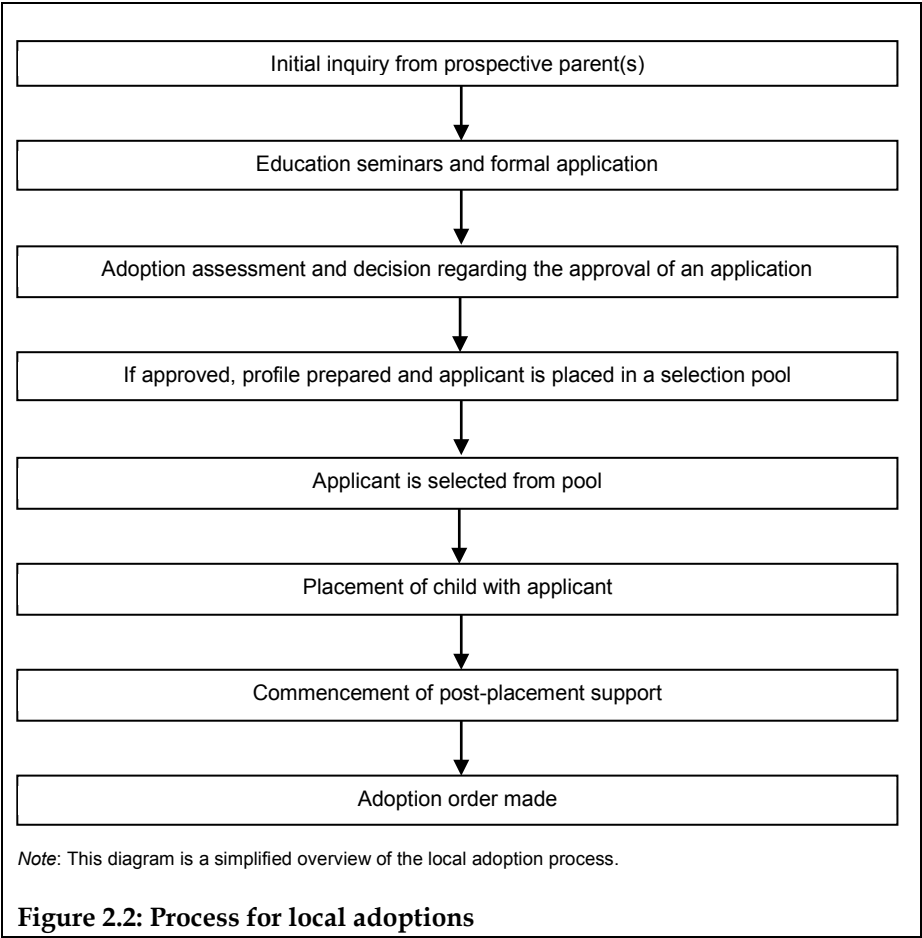 Initial inquiry from prospective parent(s)
Education seminars and formal application
Adoption assessment and decision regarding the approval of an application
If approved, profile prepared and applicant is placed in a selection pool
Applicant is selected from pool
Placement of child with applicant
Commencement of post-placement support
Adoption order made
Note: This diagram is a simplified overview of the local adoption process.
Figure 2.2: Process for local adoptions